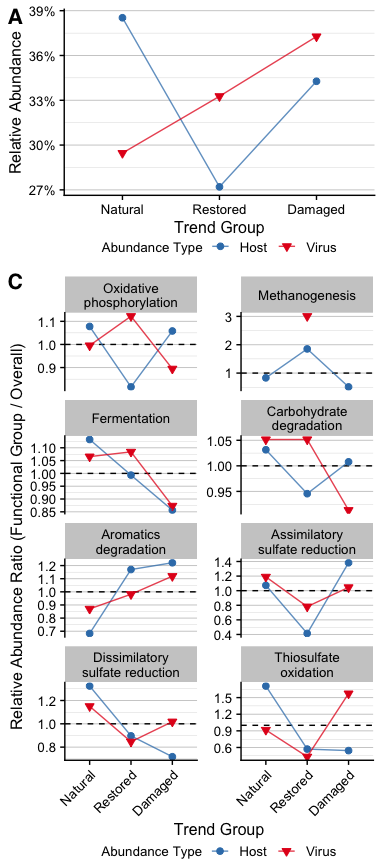 A
39%
36%
33%
30%
27%
Relative Abundance
Natural Restored Damaged
Trend Group
Abundance Type Host Virus
C
Relative Abundance Ratio (Functional Group / Overall)
Oxidative
phosphorylation
1.1
1.0
0.9
Methanogenesis
3
2
1
Fermentation
1.10
1.05
1.00
0.95
0.90
0.85
Carbohydrate
degradation
1.05
1.00
0.95
Aromatics
degradation
1.2
1.1
1.0
0.9
0.8
0.7
Assimilatory
sulfate reduction
1.4
1.2
1.0
0.8
0.6
0.4
Dissimilatory
sulfate reduction
1.2
1.0
0.8
Thiosulfate
oxidation
1.5
1.2
0.9
0.6
Natural Restored Damaged
Natural Restored Damaged
Trend Group
Abundance Type Host Virus